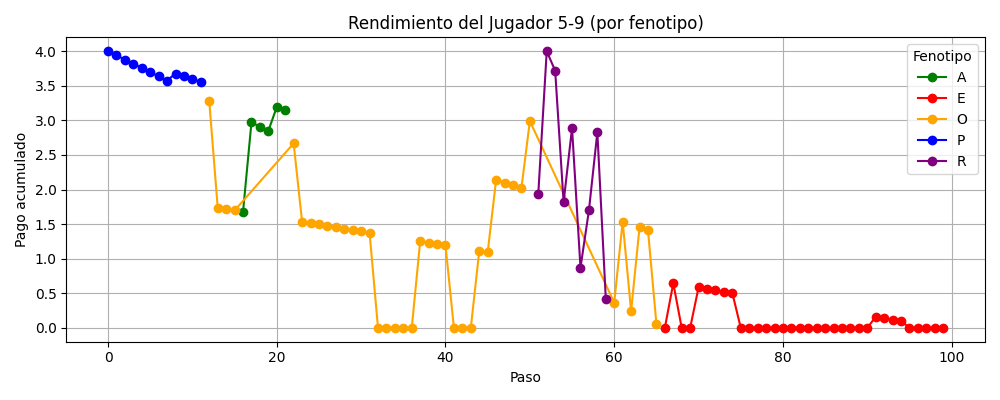 Rendimiento del Jugador 5-9 (por fenotipo)
Pago acumulado
4.0
3.5
3.0
2.5
2.0
1.5
1.0
0.5
0.0
Fenotipo
A
E
O
P
R
0 20 40 60 80 100
Paso